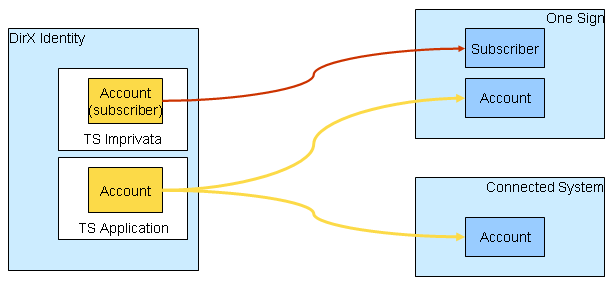 DirX Identity
Account
(subscriber)
TS Imprivata
Account
TS Application
One Sign
Subscriber
Account
Connected System
Account